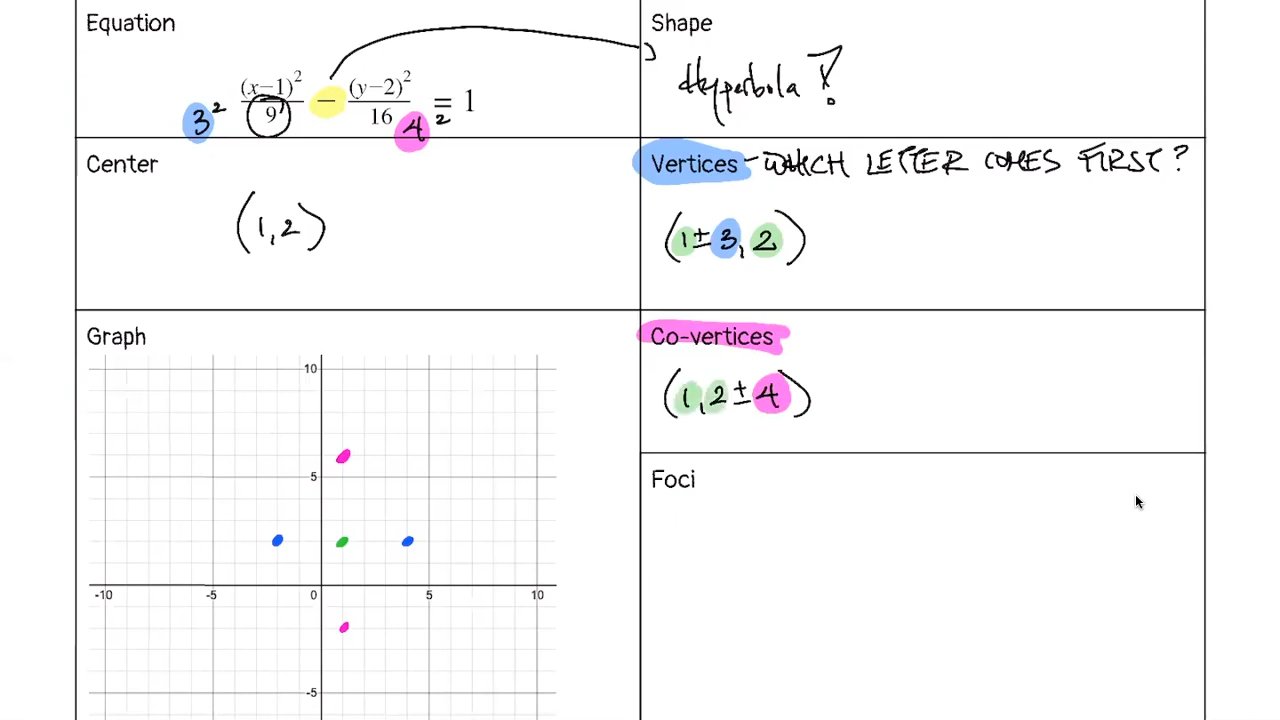 Equation
3² (x−1)²/9 − (y−2)²/16 = 1 4²
Shape
Hyperbola!
Center
(1, 2)
Vertices - WHICH LETTER COMES FIRST?
(1 ± 3, 2)
Graph
10
5
-10 -5 0 5 10
-5
Co-vertices
(1, 2 ± 4)
Foci